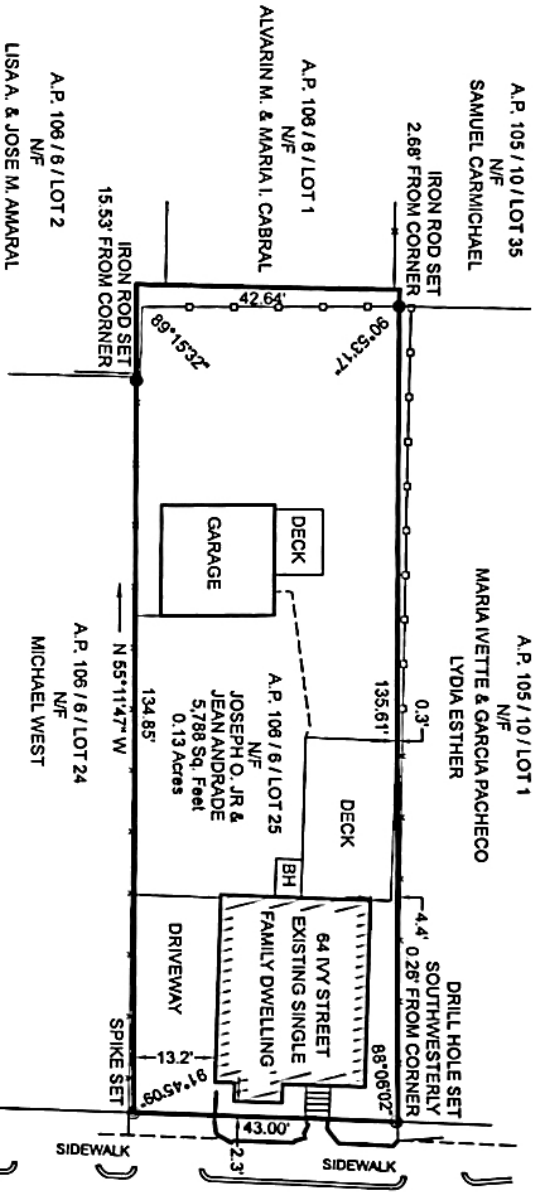 A.P. 105 / 10 / LOT 35
N/F
SAMUEL CARMICHAEL
IRON ROD SET
2.68' FROM CORNER
A.P. 106 / 6 / LOT 1
N/F
ALVARIN M. & MARIA I. CABRAL
A.P. 106 / 6 / LOT 2
N/F
LISA A. & JOSE M. AMARAL
IRON ROD SET
15.53' FROM CORNER
42.64'
90°53'17"
89°15'32"
DECK
GARAGE
A.P. 105 / 10 / LOT 1
N/F
MARIA IVETTE & GARCIA PACHECO
LYDIA ESTHER
0.3'
135.61'
DECK
A.P. 106 / 6 / LOT 25
N/F
JOSEPH O. JR &
JEAN ANDRADE
5,788 Sq. Feet
0.13 Acres
134.85'
N 55°11'47" W
A.P. 106 / 6 / LOT 24
N/F
MICHAEL WEST
BH
4.4'
DRILL HOLE SET
SOUTHWESTERLY
0.26' FROM CORNER
64 IVY STREET
EXISTING SINGLE
FAMILY DWELLING
DRIVEWAY
88°06'02"
13.2'
91°45'09"
SPIKE SET
43.00'
2.3'
SIDEWALK
SIDEWALK